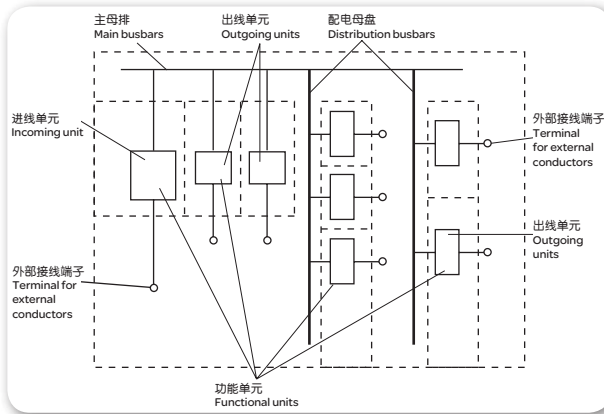 主母排
Main busbars
出线单元
Outgoing units
配电母盘
Distribution busbars
进线单元
Incoming unit
外部接线端子
Terminal
for external
conductors
出线单元
Outgoing
units
外部接线端子
Terminal for
external
conductors
功能单元
Functional units